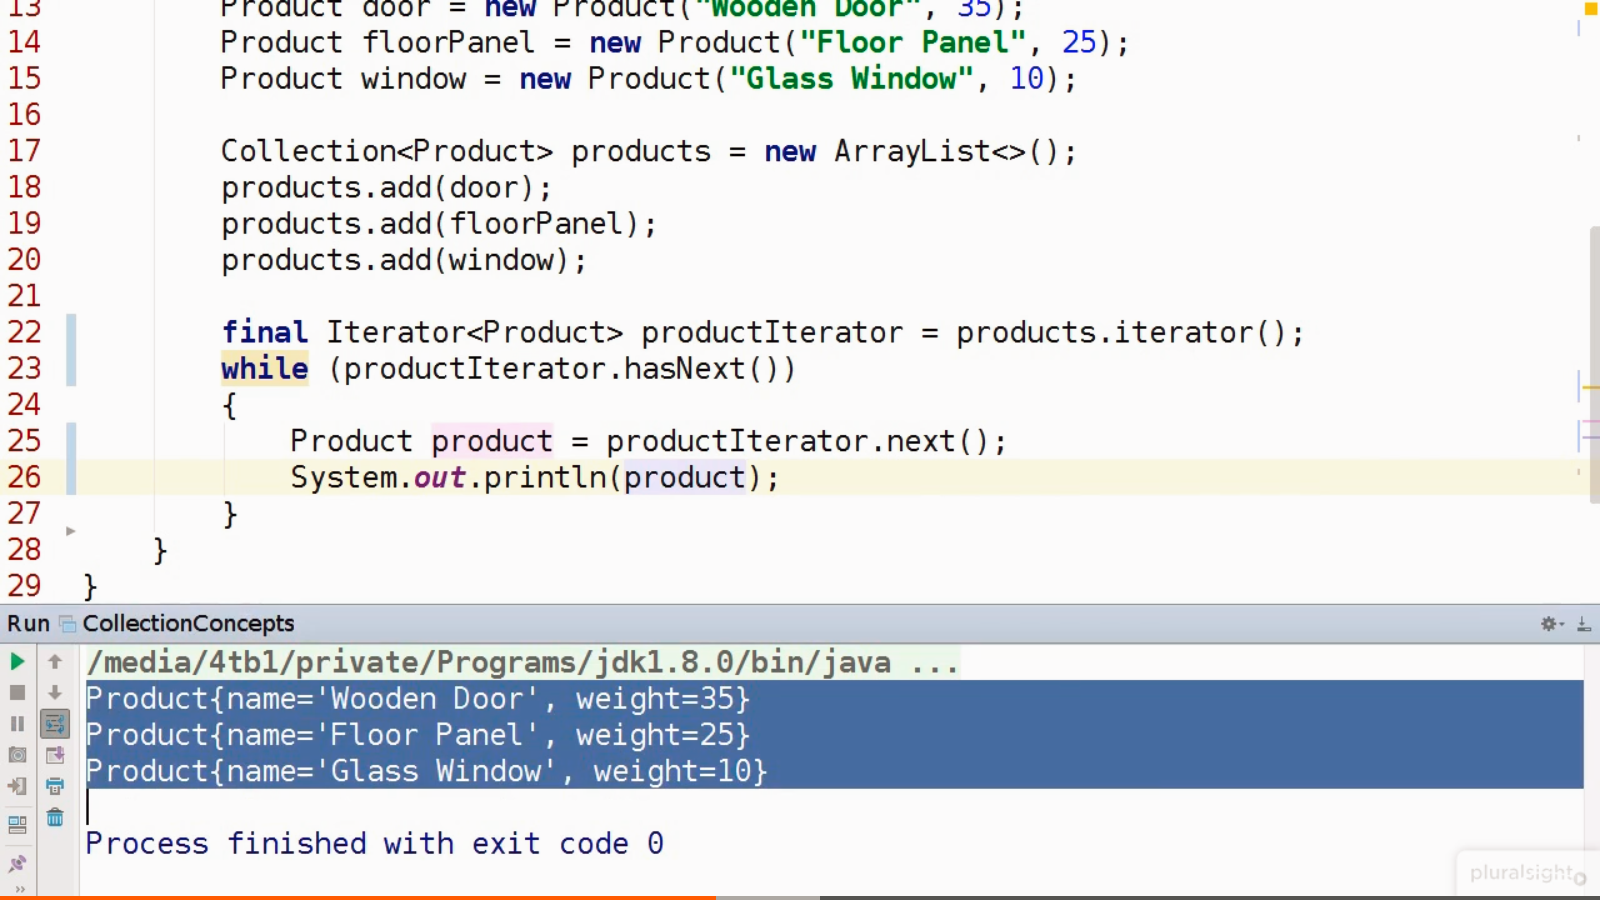 13 Product door = new Product("Wooden Door", 35);
14 Product floorPanel = new Product("Floor Panel", 25);
15 Product window = new Product("Glass Window", 10);
16
17 Collection<Product> products = new ArrayList<>();
18 products.add(door);
19 products.add(floorPanel);
20 products.add(window);
21
22 final Iterator<Product> productIterator = products.iterator();
23 while (productIterator.hasNext())
24 {
25 Product product = productIterator.next();
26 System.out.println(product);
27 }
28 }
29 }
Run CollectionConcepts
/media/4tb1/private/Programs/jdk1.8.0/bin/java ...
Product{name='Wooden Door', weight=35}
Product{name='Floor Panel', weight=25}
Product{name='Glass Window', weight=10}
Process finished with exit code 0
pluralsight